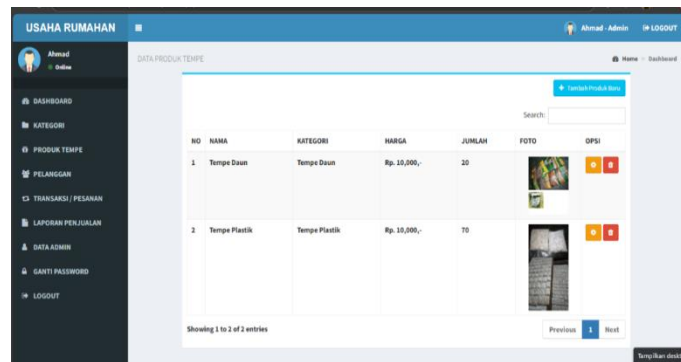 USAHA RUMAHAN
Ahmad - Admin LOGOUT
Ahmad
Online
DATA PRODUK TEMPE
Home > Dashboard
DASHBOARD
KATEGORI
PRODUK TEMPE
PELANGGAN
TRANSAKSI / PESANAN
LAPORAN PENJUALAN
DATA ADMIN
GANTI PASSWORD
LOGOUT
+ Tambah Produk Baru
Search:
NO NAMA KATEGORI HARGA JUMLAH FOTO OPSI
1 Tempe Daun Tempe Daun Rp. 10,000,- 20
2 Tempe Plastik Tempe Plastik Rp. 10,000,- 70
Showing 1 to 2 of 2 entries
Previous 1 Next
Tampilkan desk